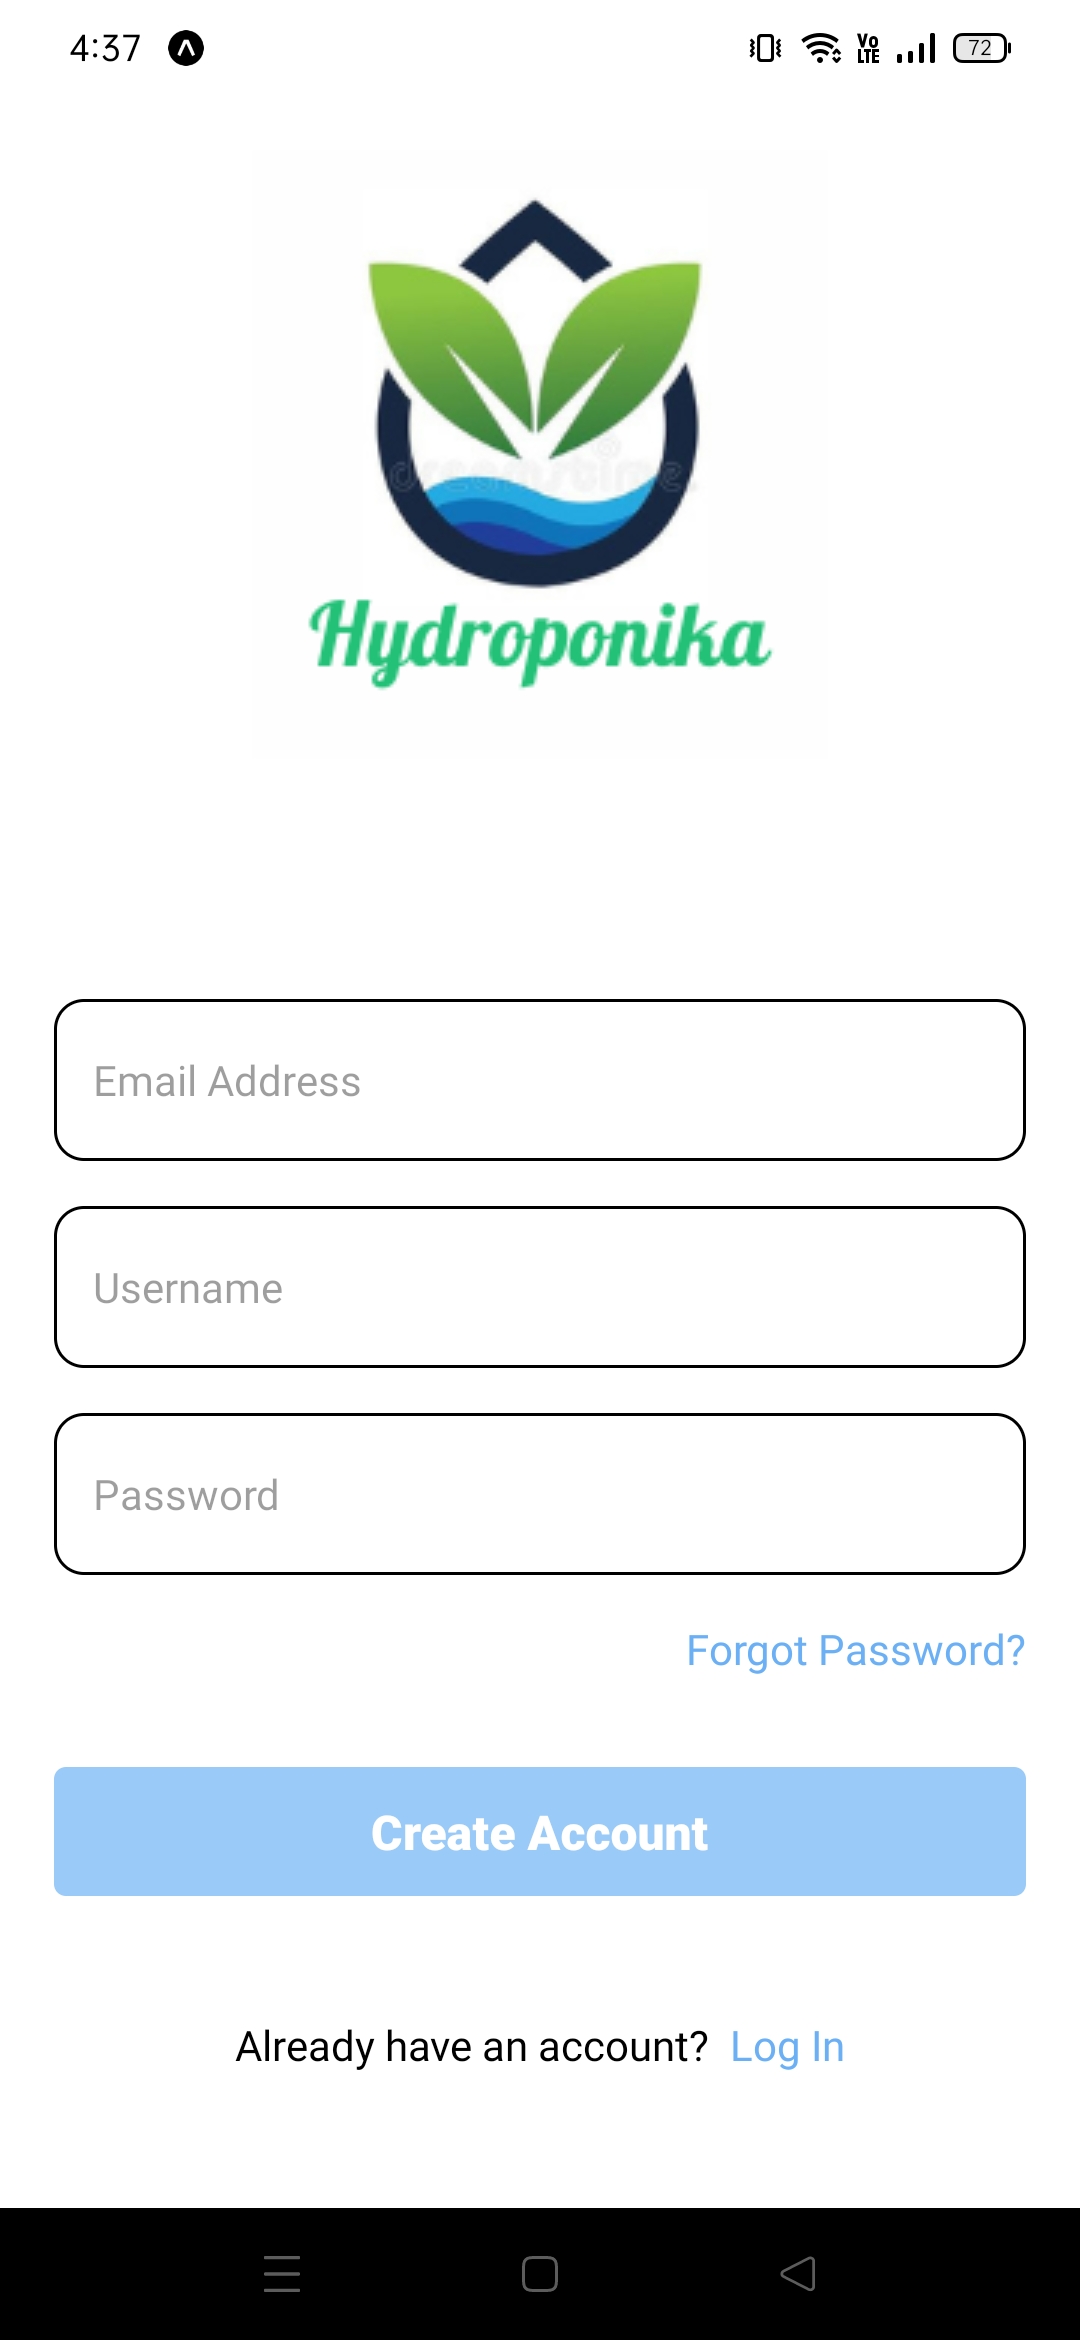 4:37
Vo
LTE
72
dreamstime
Hydroponika
Email Address
Username
Password
Forgot Password?
Create Account
Already have an account? Log In